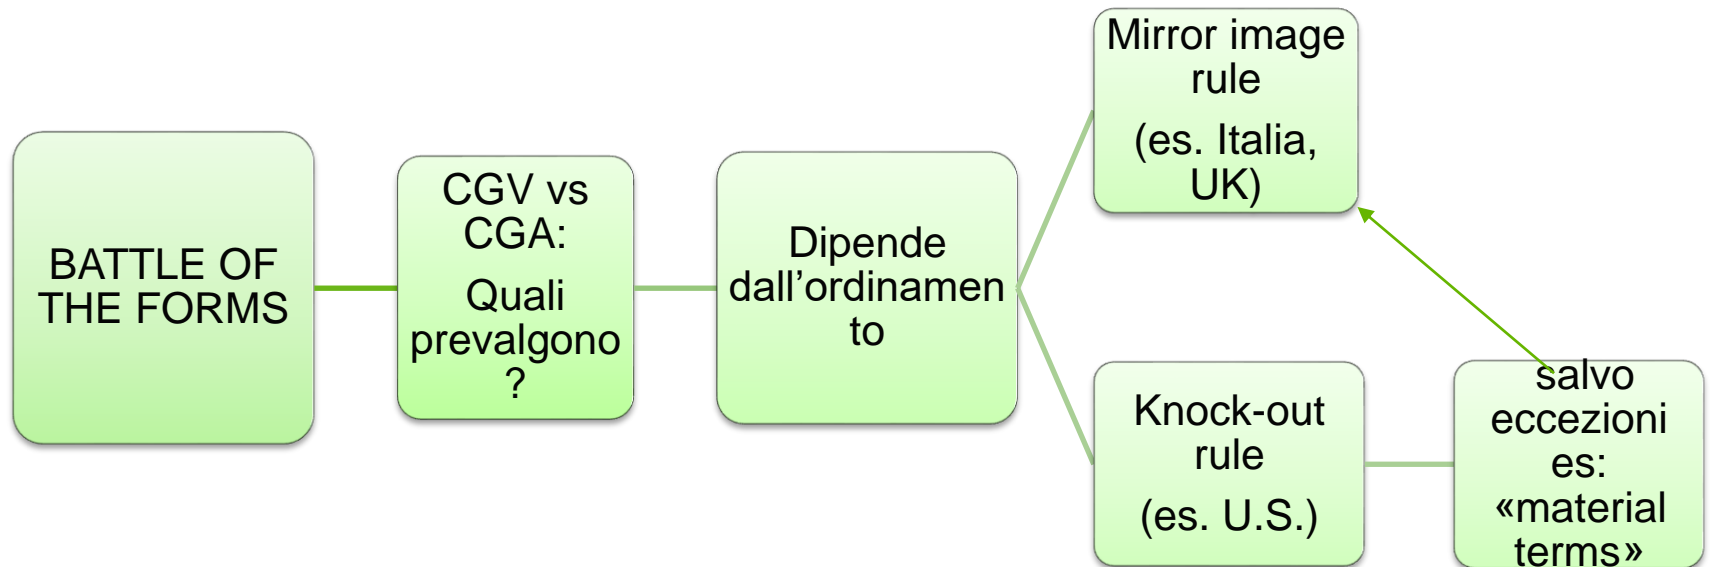 BATTLE OF
THE FORMS
CGV vs
CGA:
Quali
prevalgono
?
Dipende
dall'ordinamen
to
Mirror image
rule
(es. Italia,
UK)
Knock-out
rule
(es. U.S.)
salvo
eccezioni
es:
«material
terms»